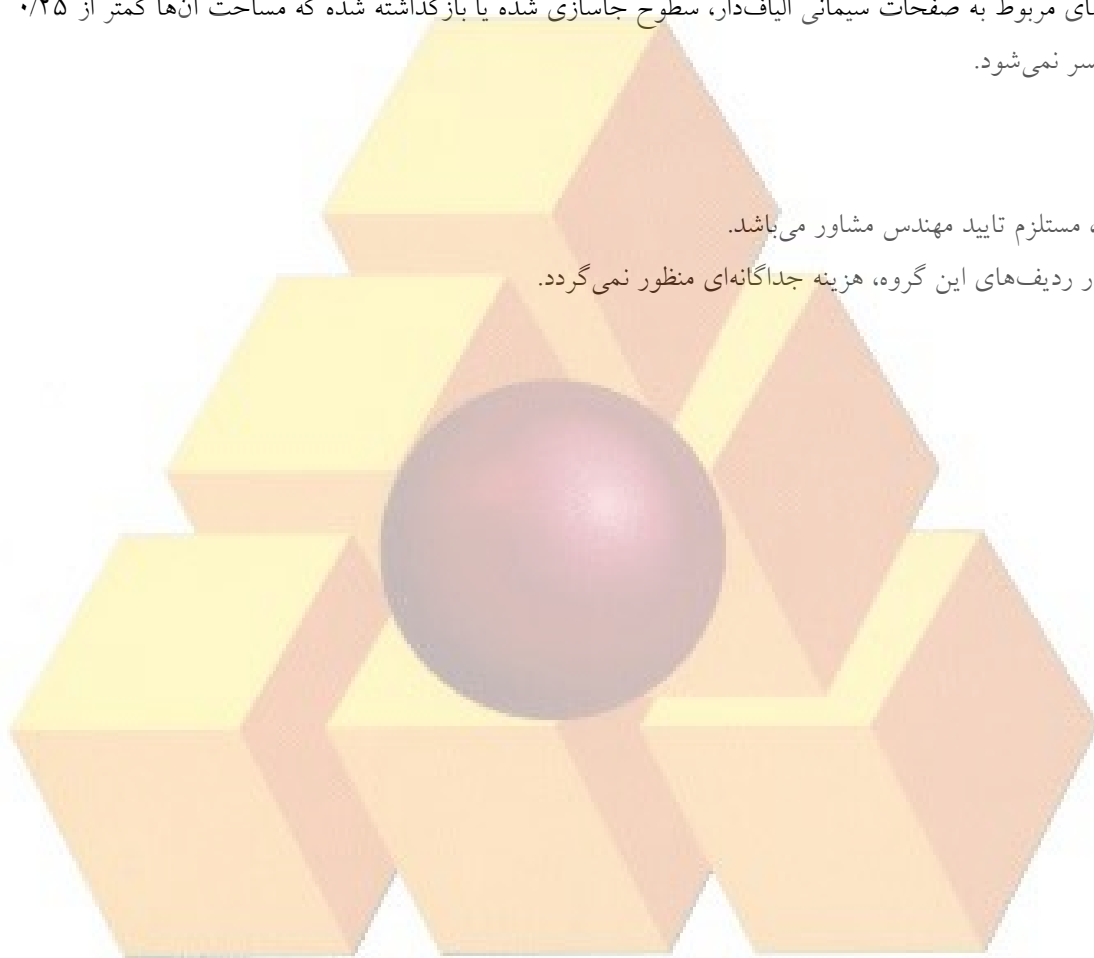 مربوط به صفحات سیمانی الیاف‌دار، سطوح جاسازی شده یا بازگذاشته شده که مساحت آن‌ها کمتر از ۰/۲۵
نمی‌شود.
، مستلزم تایید مهندس مشاور می‌باشد.
ردیف‌های این گروه، هزینه جداگانه‌ای منظور نمی‌گردد.